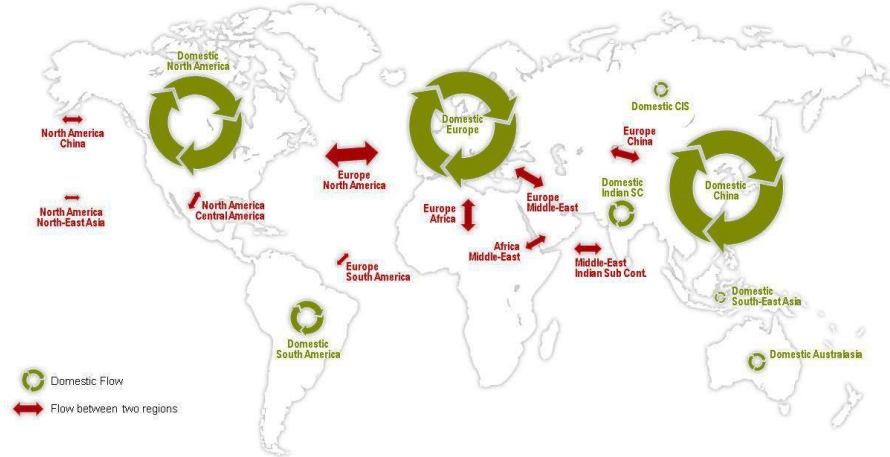 Domestic
North America
North America
China
North America
North-East Asia
North America
Central America
Europe
North America
Domestic
Europe
Europe
Africa
Europe
Middle-East
Africa
Middle-East
Europe
South America
Domestic
South America
Domestic CIS
Europe
China
Domestic
Indian SC
Domestic
China
Middle-East
Indian Sub Cont.
Domestic
South-East Asia
Domestic Australasia
Domestic Flow
Flow between two regions